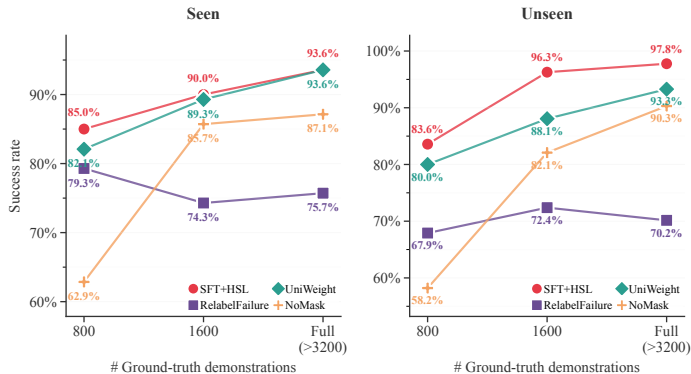 Seen
Success rate
90%
80%
70%
60%
85.0%
90.0%
93.6%
82.1%
89.3%
93.6%
79.3%
74.3%
75.7%
62.9%
85.7%
87.1%
SFT+HSL
UniWeight
RelabelFailure
NoMask
800
1600
Full
(>3200)
# Ground-truth demonstrations
Unseen
100%
90%
80%
70%
60%
83.6%
96.3%
97.8%
80.0%
88.1%
93.3%
67.9%
72.4%
70.2%
58.2%
82.1%
90.3%
SFT+HSL
UniWeight
RelabelFailure
NoMask
800
1600
Full
(>3200)
# Ground-truth demonstrations